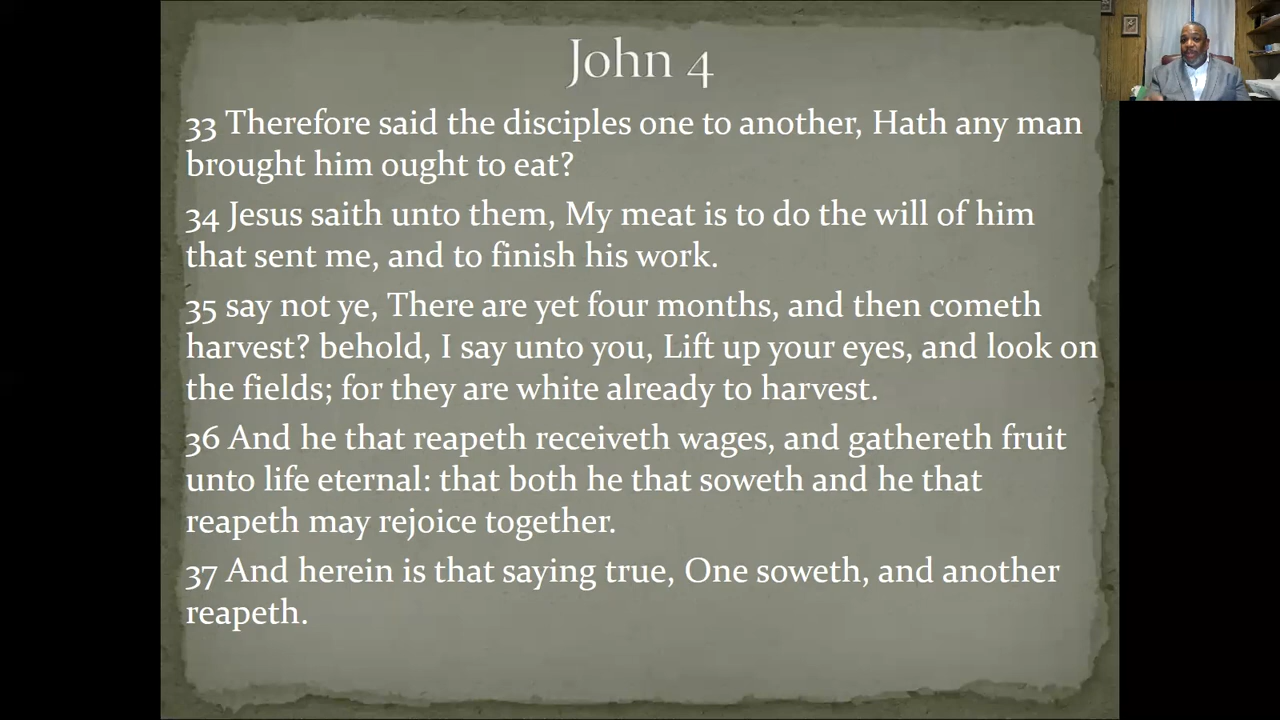 John 4
33 Therefore said the disciples one to another, Hath any man
brought him ought to eat?
34 Jesus saith unto them, My meat is to do the will of him
that sent me, and to finish his work.
35 say not ye, There are yet four months, and then cometh
harvest? behold, I say unto you, Lift up your eyes, and look on
the fields; for they are white already to harvest.
36 And he that reapeth receiveth wages, and gathereth fruit
unto life eternal: that both he that soweth and he that
reapeth may rejoice together.
37 And herein is that saying true, One soweth, and another
reapeth.